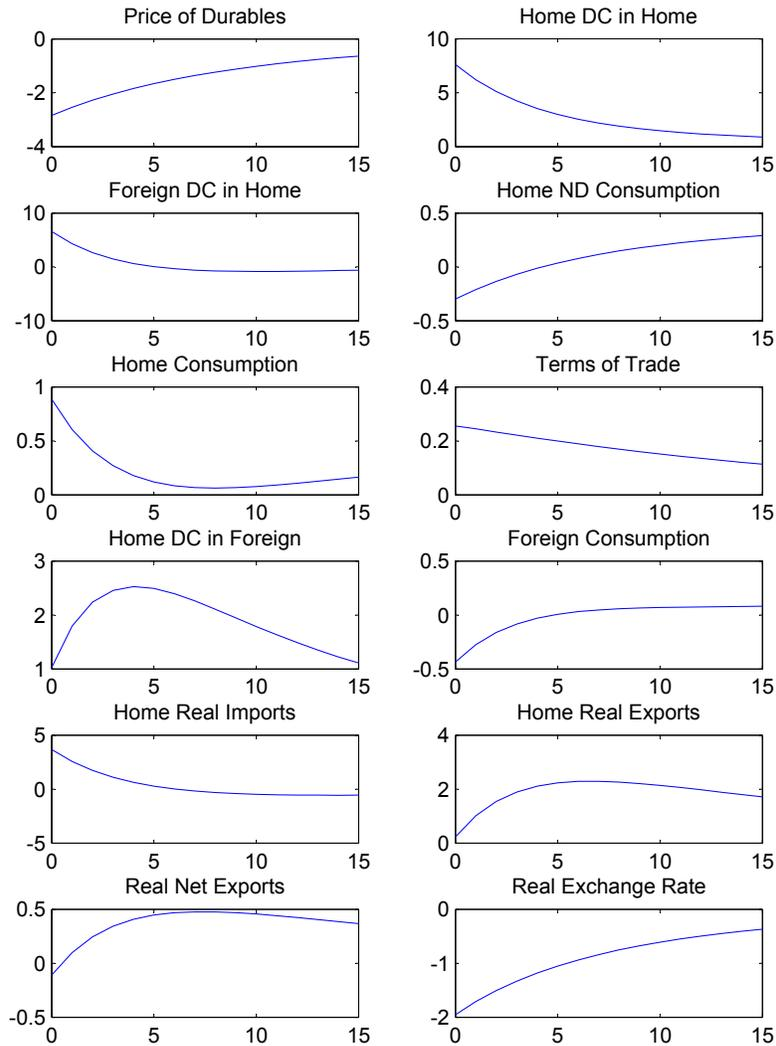 Price of Durables
0
-2
-4
0 5 10 15
Home DC in Home
10
5
0
0 5 10 15
Foreign DC in Home
10
0
-10
0 5 10 15
Home ND Consumption
0.5
0
-0.5
0 5 10 15
Home Consumption
1
0.5
0
0 5 10 15
Terms of Trade
0.4
0.2
0
0 5 10 15
Home DC in Foreign
3
2
1
0 5 10 15
Foreign Consumption
0.5
0
-0.5
0 5 10 15
Home Real Imports
5
0
-5
0 5 10 15
Home Real Exports
4
2
0
0 5 10 15
Real Net Exports
0.5
0
-0.5
0 5 10 15
Real Exchange Rate
0
-1
-2
0 5 10 15